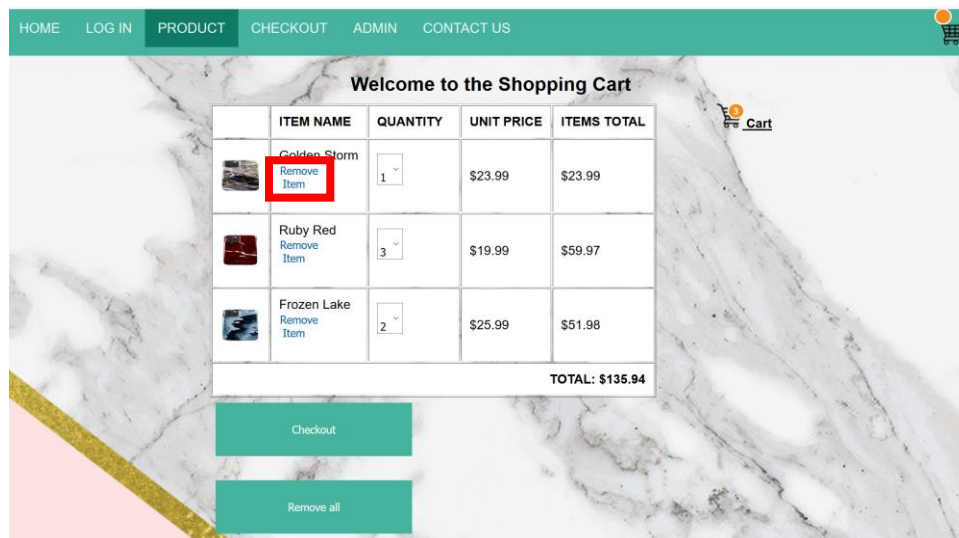 HOME LOG IN PRODUCT CHECKOUT ADMIN CONTACT US
Welcome to the Shopping Cart
3
Cart
ITEM NAME QUANTITY UNIT PRICE ITEMS TOTAL
Golden Storm
Remove
Item
1 $23.99 $23.99
Ruby Red
Remove
Item
3 $19.99 $59.97
Frozen Lake
Remove
Item
2 $25.99 $51.98
TOTAL: $135.94
Checkout
Remove all